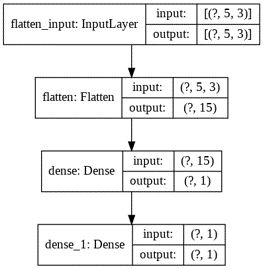 flatten_input: InputLayer
input: [(?, 5, 3)]
output: [(?, 5, 3)]
flatten: Flatten
input: (?, 5, 3)
output: (?, 15)
dense: Dense
input: (?, 15)
output: (?, 1)
dense_1: Dense
input: (?, 1)
output: (?, 1)